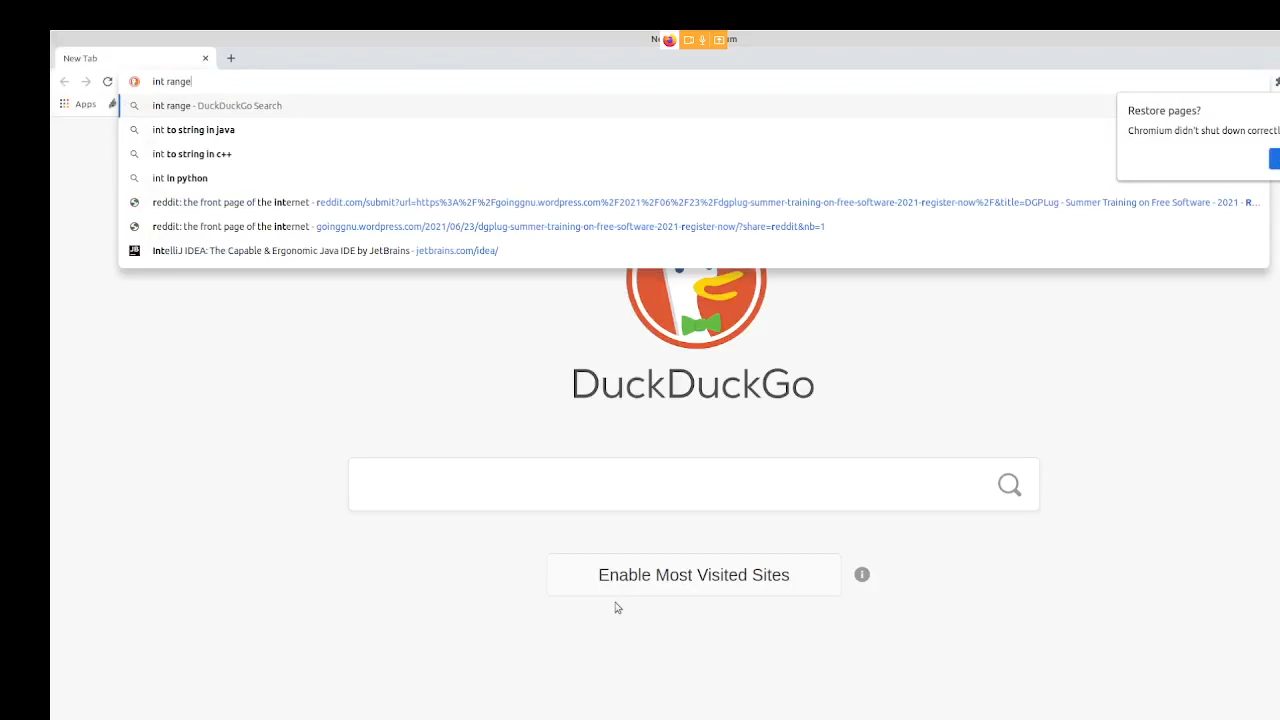 um
New Tab
int range
Apps
int range - DuckDuckGo Search
int to string in java
int to string in c++
int in python
reddit: the front page of the internet - reddit.com/submit?url=https%3A%2F%2Fgoinggnu.wordpress.com%2F2021%2F06%2F23%2Fdgplug-summer-training-on-free-software-2021-register-now%2F&title=DGPLug - Summer Training on Free Software - 2021 - R...
reddit: the front page of the internet - goinggnu.wordpress.com/2021/06/23/dgplug-summer-training-on-free-software-2021-register-now/?share=reddit&nb=1
IntelliJ IDEA: The Capable & Ergonomic Java IDE by JetBrains - jetbrains.com/idea/
Restore pages?
Chromium didn't shut down correctl
DuckDuckGo
Enable Most Visited Sites